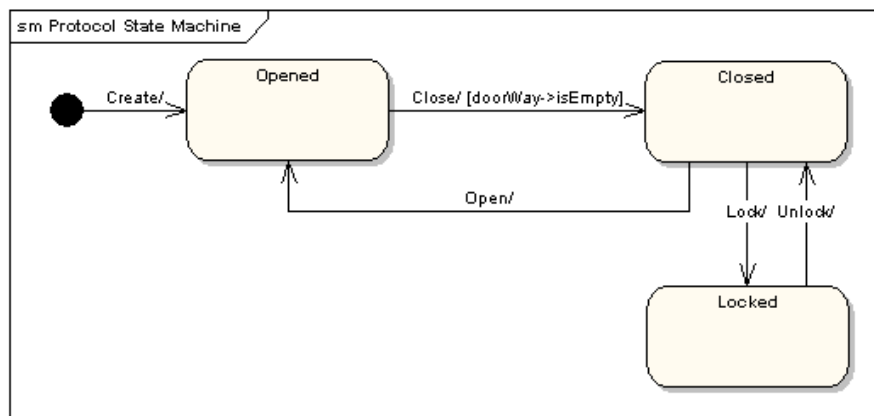 sm Protocol State Machine
Opened
Closed
Create/
Close/ [doorWay->isEmpty]
Open/
Lock/ Unlock/
Locked